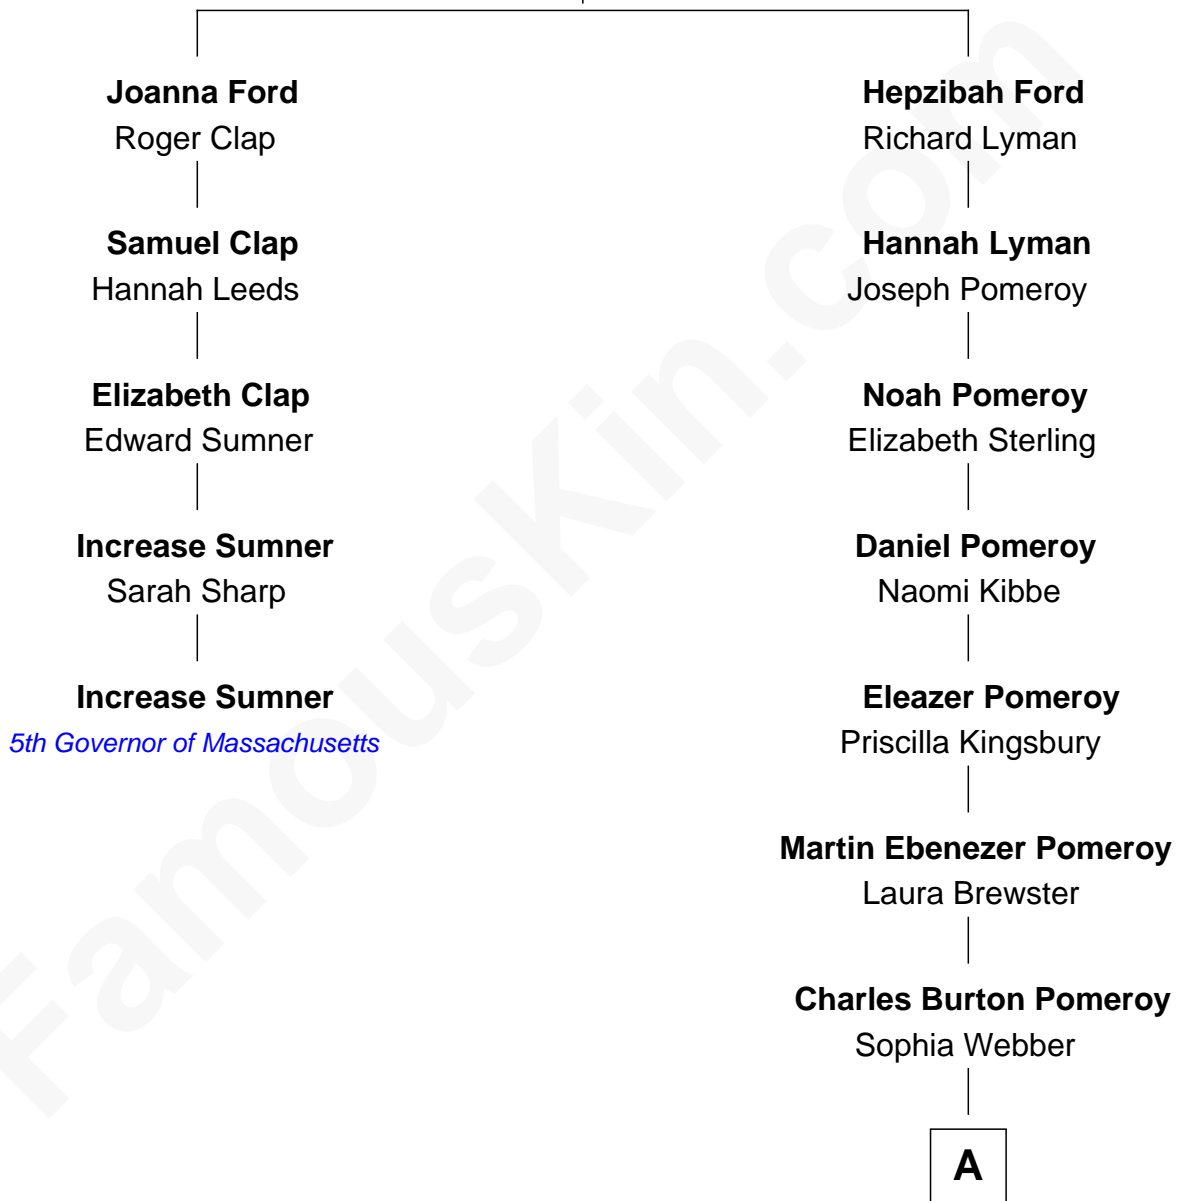 Joanna Ford
Roger Clap
Samuel Clap
Hannah Leeds
Elizabeth Clap
Edward Sumner
Increase Sumner
Sarah Sharp
Increase Sumner
5th Governor of Massachusetts
Hepzibah Ford
Richard Lyman
Hannah Lyman
Joseph Pomeroy
Noah Pomeroy
Elizabeth Sterling
Daniel Pomeroy
Naomi Kibbe
Eleazer Pomeroy
Priscilla Kingsbury
Martin Ebenezer Pomeroy
Laura Brewster
Charles Burton Pomeroy
Sophia Webber
A
FamousKin.com